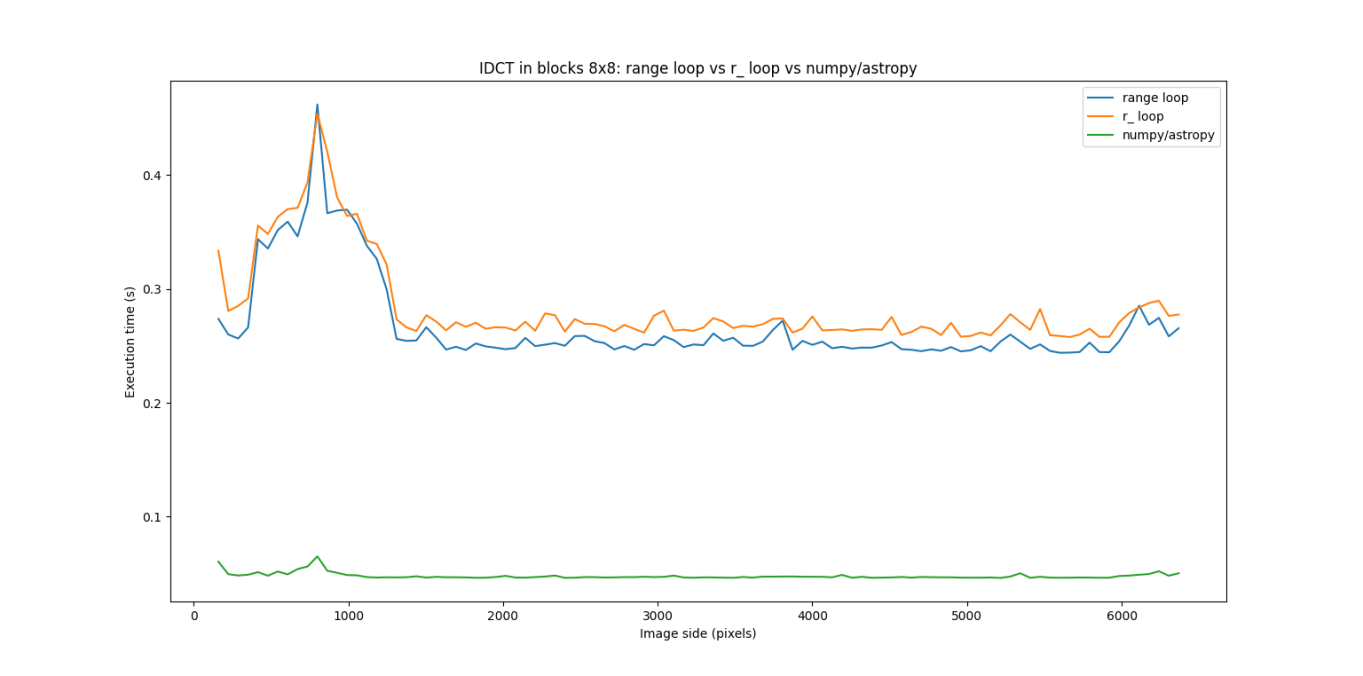 IDCT in blocks 8x8: range loop vs r_ loop vs numpy/astropy
range loop
r_ loop
numpy/astropy
Execution time (s)
0.4
0.3
0.2
0.1
0 1000 2000 3000 4000 5000 6000
Image side (pixels)